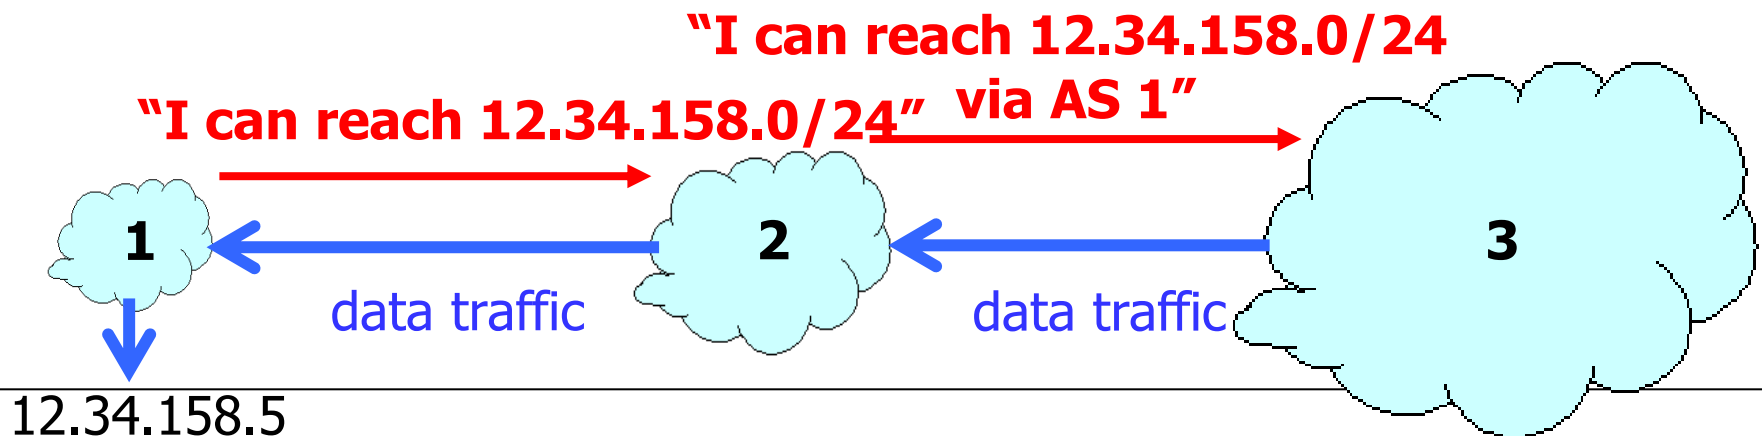 “I can reach 12.34.158.0/24
via AS 1”
“I can reach 12.34.158.0/24”
1
2
3
data traffic
data traffic
12.34.158.5